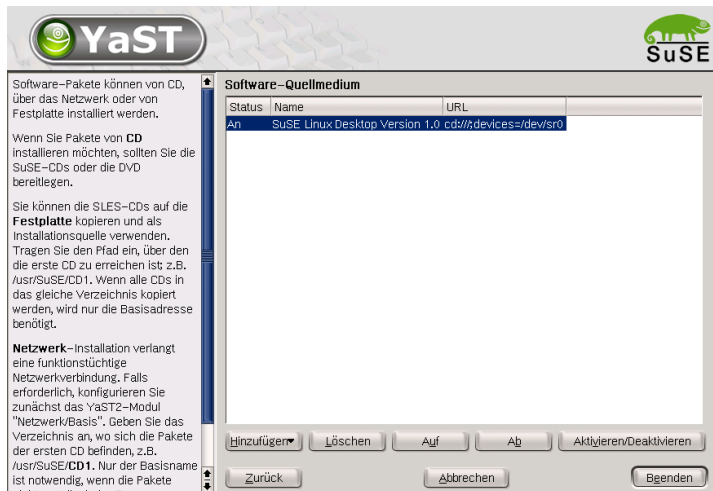 YaST
SuSE
Software-Pakete können von CD,
über das Netzwerk oder von
Festplatte installiert werden.
Wenn Sie Pakete von CD
installieren möchten, sollten Sie die
SuSE-CDs oder die DVD
bereitlegen.
Sie können die SLES-CDs auf die
Festplatte kopieren und als
Installationsquelle verwenden.
Tragen Sie den Pfad ein, über den
die erste CD zu erreichen ist; z.B.
/usr/SuSE/CD1. Wenn alle CDs in
das gleiche Verzeichnis kopiert
werden, wird nur die Basisadresse
benötigt.
Netzwerk-Installation verlangt
eine funktionstüchtige
Netzwerkverbindung. Falls
erforderlich, konfigurieren Sie
zunächst das YaST2-Modul
"Netzwerk/Basis". Geben Sie das
Verzeichnis an, wo sich die Pakete
der ersten CD befinden, z.B.
/usr/SuSE/CD1. Nur der Basisname
ist notwendig, wenn die Pakete
Software-Quellmedium
Status Name URL
An SuSE Linux Desktop Version 1.0 cd:///;devices=/dev/sr0
Hinzufügen Löschen Auf Ab Aktivieren/Deaktivieren
Zurück Abbrechen Beenden